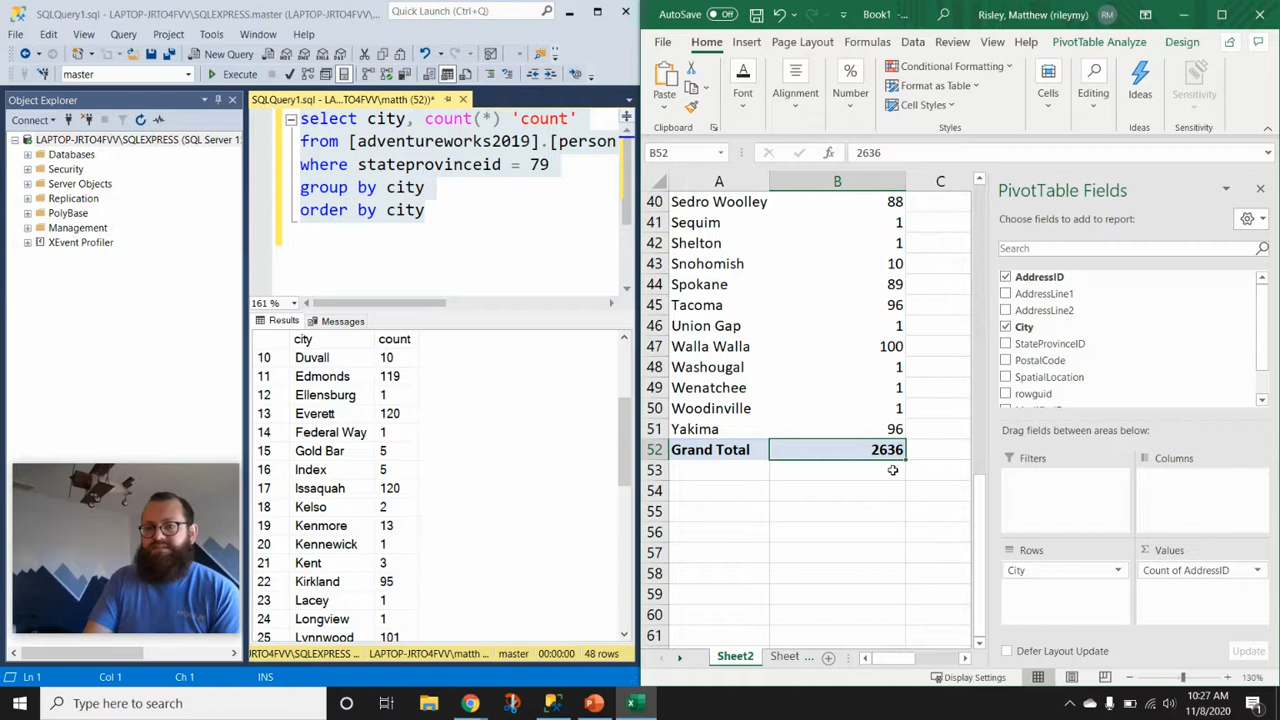 SQLQuery1.sql - LAPTOP-JRTO4FVV\SQLEXPRESS.master
Quick Launch (Ctrl+Q)
File Edit View Query Project Tools Window Help
New Query
master
Execute
Object Explorer
Connect
LAPTOP-JRTO4FVV\SQLEXPRESS (SQL Server 1
Databases
Security
Server Objects
Replication
PolyBase
Management
XEvent Profiler
SQLQuery1.sql - LA...TO4FVV\matth (52))*
select city, count(*) 'count'
from [adventureworks2019].[person
where stateprovinceid = 79
group by city
order by city
161 %
Results Messages
city count
10 Duvall 10
11 Edmonds 119
12 Ellensburg 1
13 Everett 120
14 Federal Way 1
15 Gold Bar 5
16 Index 5
17 Issaquah 120
18 Kelso 2
19 Kenmore 13
20 Kennewick 1
21 Kent 3
22 Kirkland 95
23 Lacey 1
24 Longview 1
25 Lynnwood 101
JRTO4FVV\SQLEXPRESS ... LAPTOP-JRTO4FVV\matth ... master 00:00:00 48 rows
Ln 1 Col 1 Ch 1 INS
AutoSave Off Book1 -... Risley, Matthew (rileymy) RM
File Home Insert Page Layout Formulas Data Review View Help PivotTable Analyze Design
Paste
Clipboard
Font
Alignment
Number
Conditional Formatting
Format as Table
Cell Styles
Styles
Cells
Editing
Ideas
Ideas
Sensitivity
Sensitivity
B52 fx 2636
A B C
40 Sedro Woolley 88
41 Sequim 1
42 Shelton 1
43 Snohomish 10
44 Spokane 89
45 Tacoma 96
46 Union Gap 1
47 Walla Walla 100
48 Washougal 1
49 Wenatchee 1
50 Woodinville 1
51 Yakima 96
52 Grand Total 2636
53
54
55
56
57
58
59
60
61
Sheet2 Sheet ...
PivotTable Fields
Choose fields to add to report:
Search
AddressID
AddressLine1
AddressLine2
City
StateProvinceID
PostalCode
SpatialLocation
rowguid
Drag fields between areas below:
Filters Columns
Rows Σ Values
City Count of AddressID
Defer Layout Update Update
Display Settings 130%
Type here to search
10:27 AM
11/8/2020